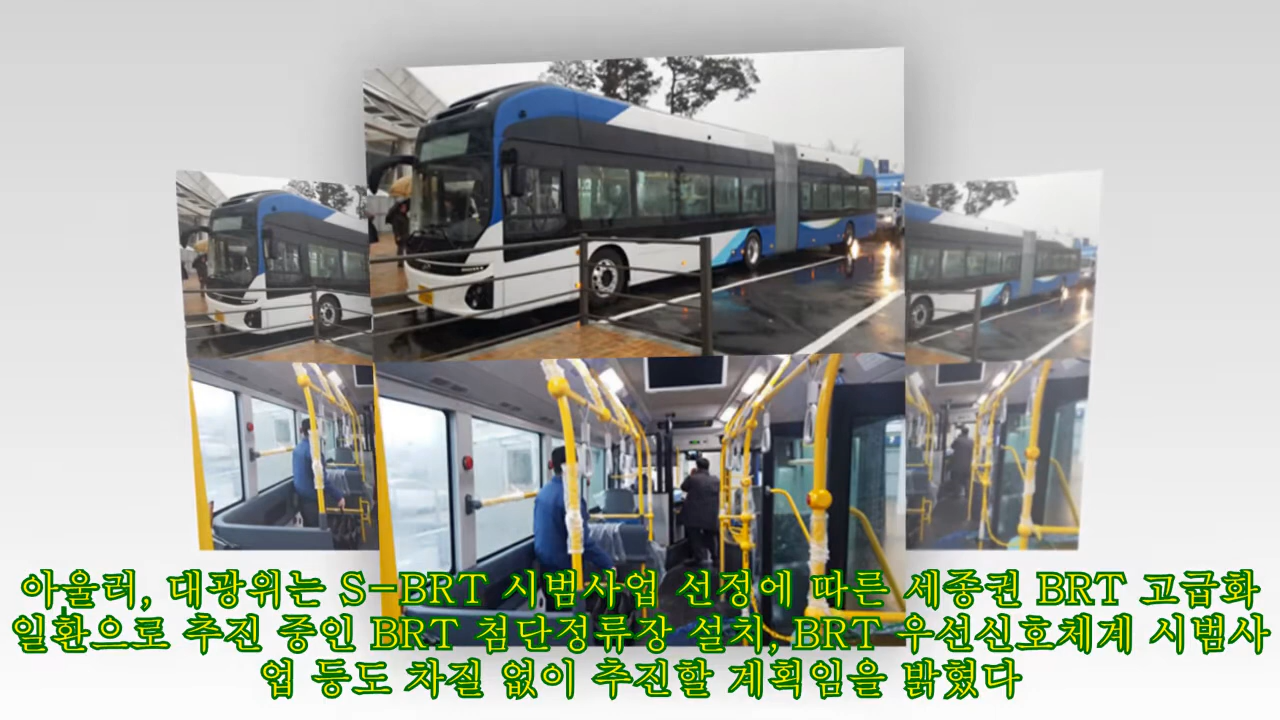 아울러, 대광위는 S-BRT 시범사업 선정에 따른 세종권 BRT 고급화
일환으로 추진 중인 BRT 첨단정류장 설치, BRT 우선신호체계 시범사
업 등도 차질 없이 추진할 계획임을 밝혔다